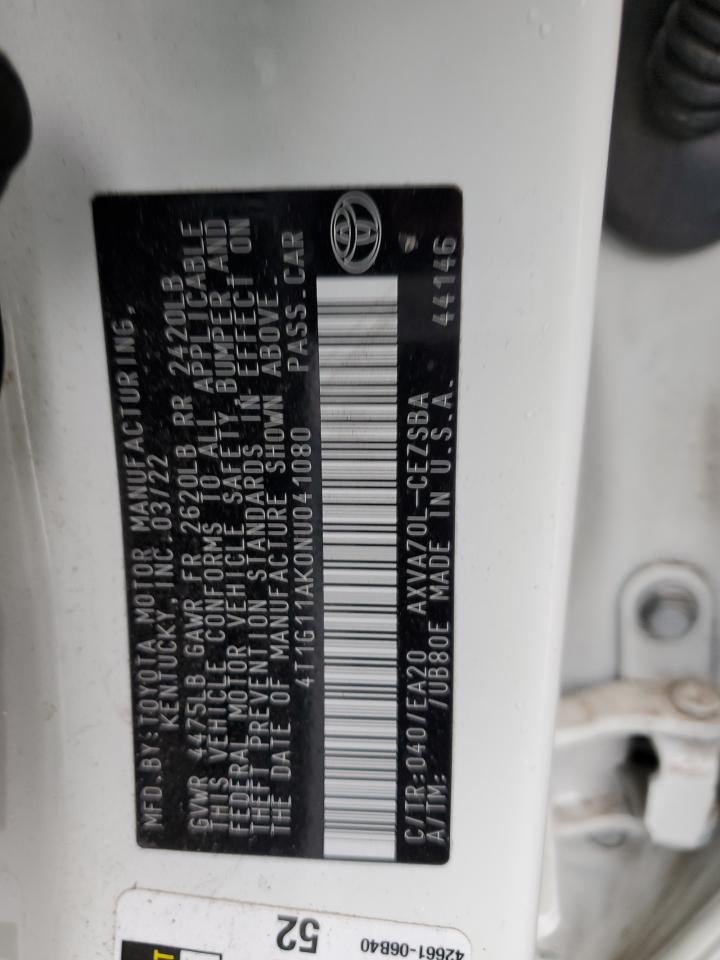 MFD.BY:TOYOTA MOTOR MANUFACTURING,
KENTUCKY, INC.03/22
GVWR 4475LB GAWR FR 2620LB RR 2420LB
THIS VEHICLE CONFORMS TO ALL APPLICABLE
FEDERAL MOTOR VEHICLE SAFETY,BUMPER AND
THEFT PREVENTION STANDARDS IN EFFECT ON
THE DATE OF MANUFACTURE SHOWN ABOVE.
4T1G11AK0NU041080 PASS.CAR
C/TR:040/EA20 AXVA70L-CEZSBA
A/TM: /UB80E MADE IN U.S.A. 44146
52
42661-06B40